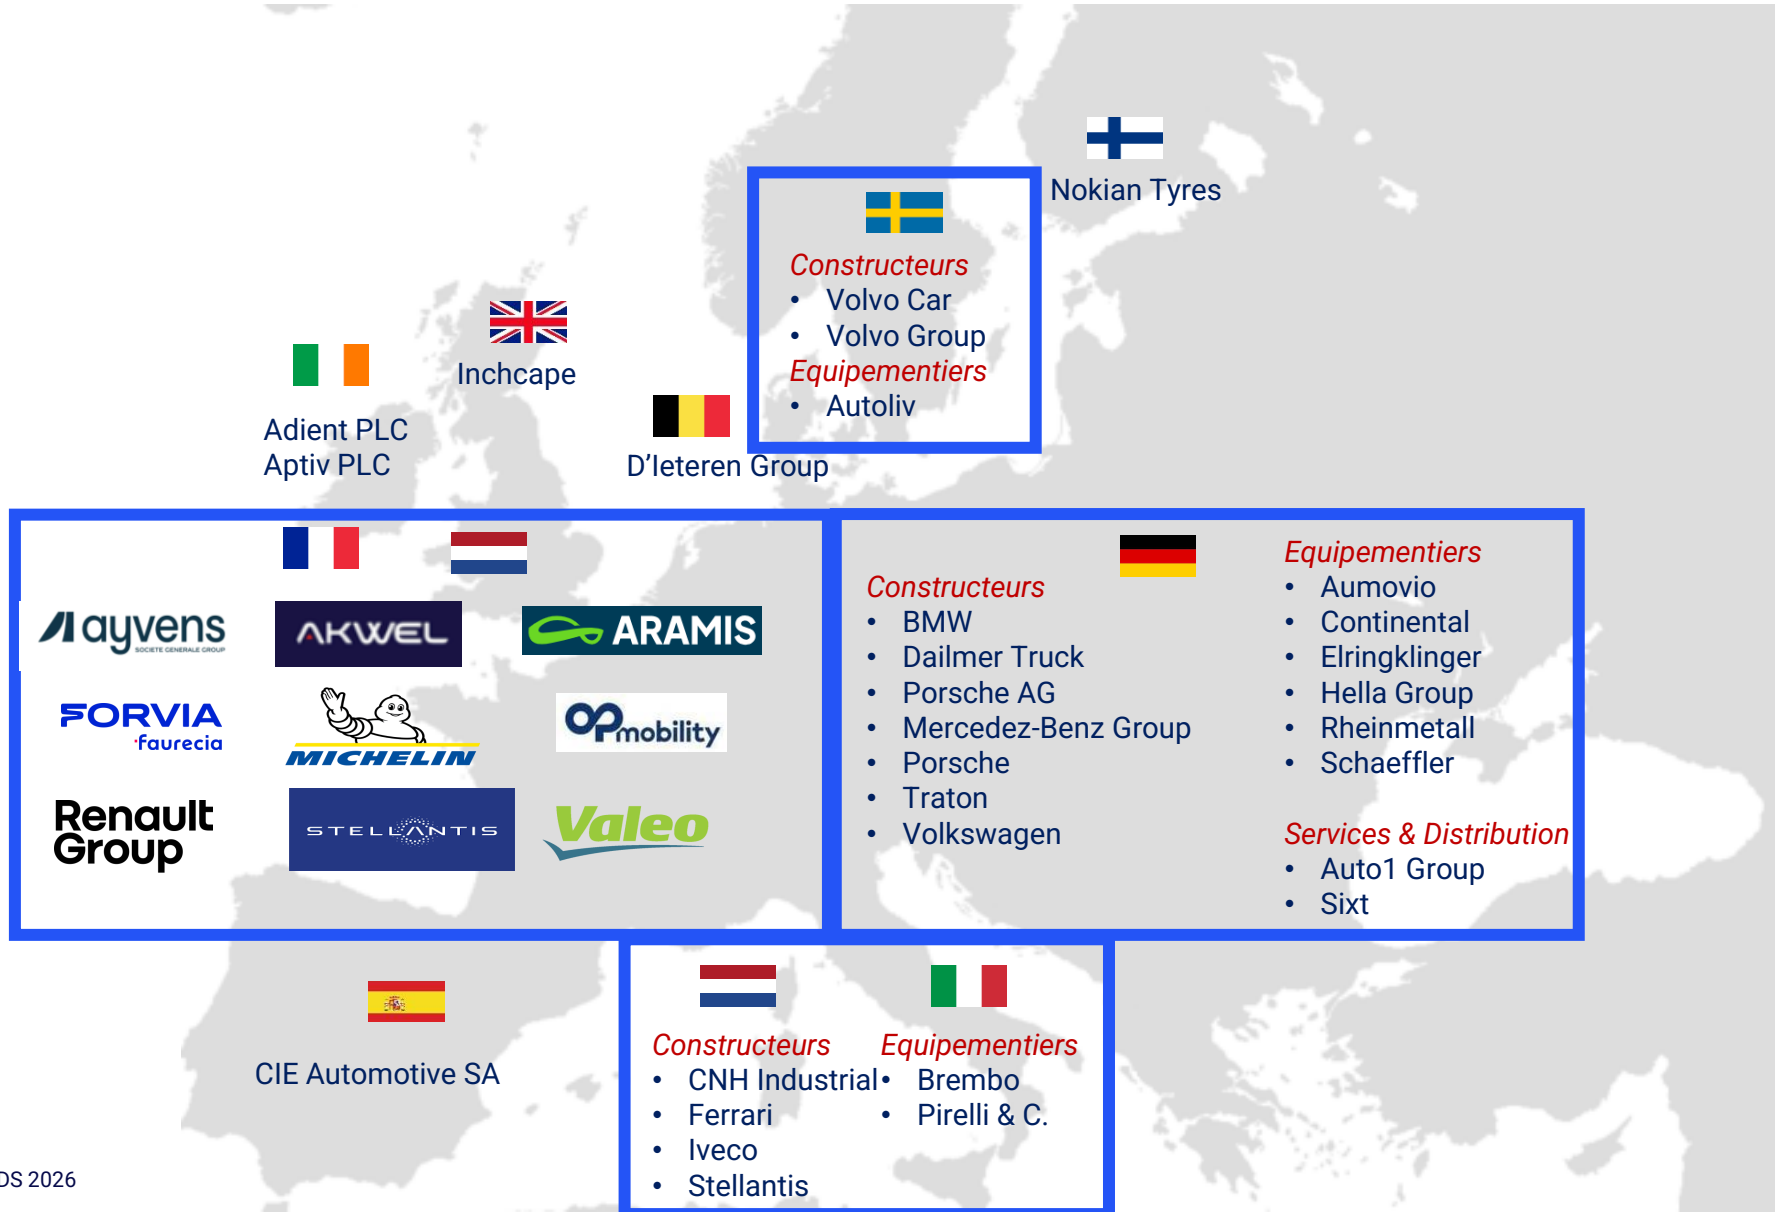 Nokian Tyres
Constructeurs
• Volvo Car
• Volvo Group
Equipementiers
• Autoliv
Inchcape
Adient PLC
Aptiv PLC
D'Ieteren Group
ayvens
SOCIETE GENERALE GROUP
AKWEL
ARAMIS
FORVIA
faurecia
MICHELIN
OPmobility
Renault
Group
STELLANTIS
Valeo
Constructeurs
• BMW
• Dailmer Truck
• Porsche AG
• Mercedez-Benz Group
• Porsche
• Traton
• Volkswagen
Equipementiers
• Aumovio
• Continental
• Elringklinger
• Hella Group
• Rheinmetall
• Schaeffler
Services & Distribution
• Auto1 Group
• Sixt
CIE Automotive SA
Constructeurs
• CNH Industrial
• Ferrari
• Iveco
• Stellantis
Equipementiers
• Brembo
• Pirelli & C.
DS 2026